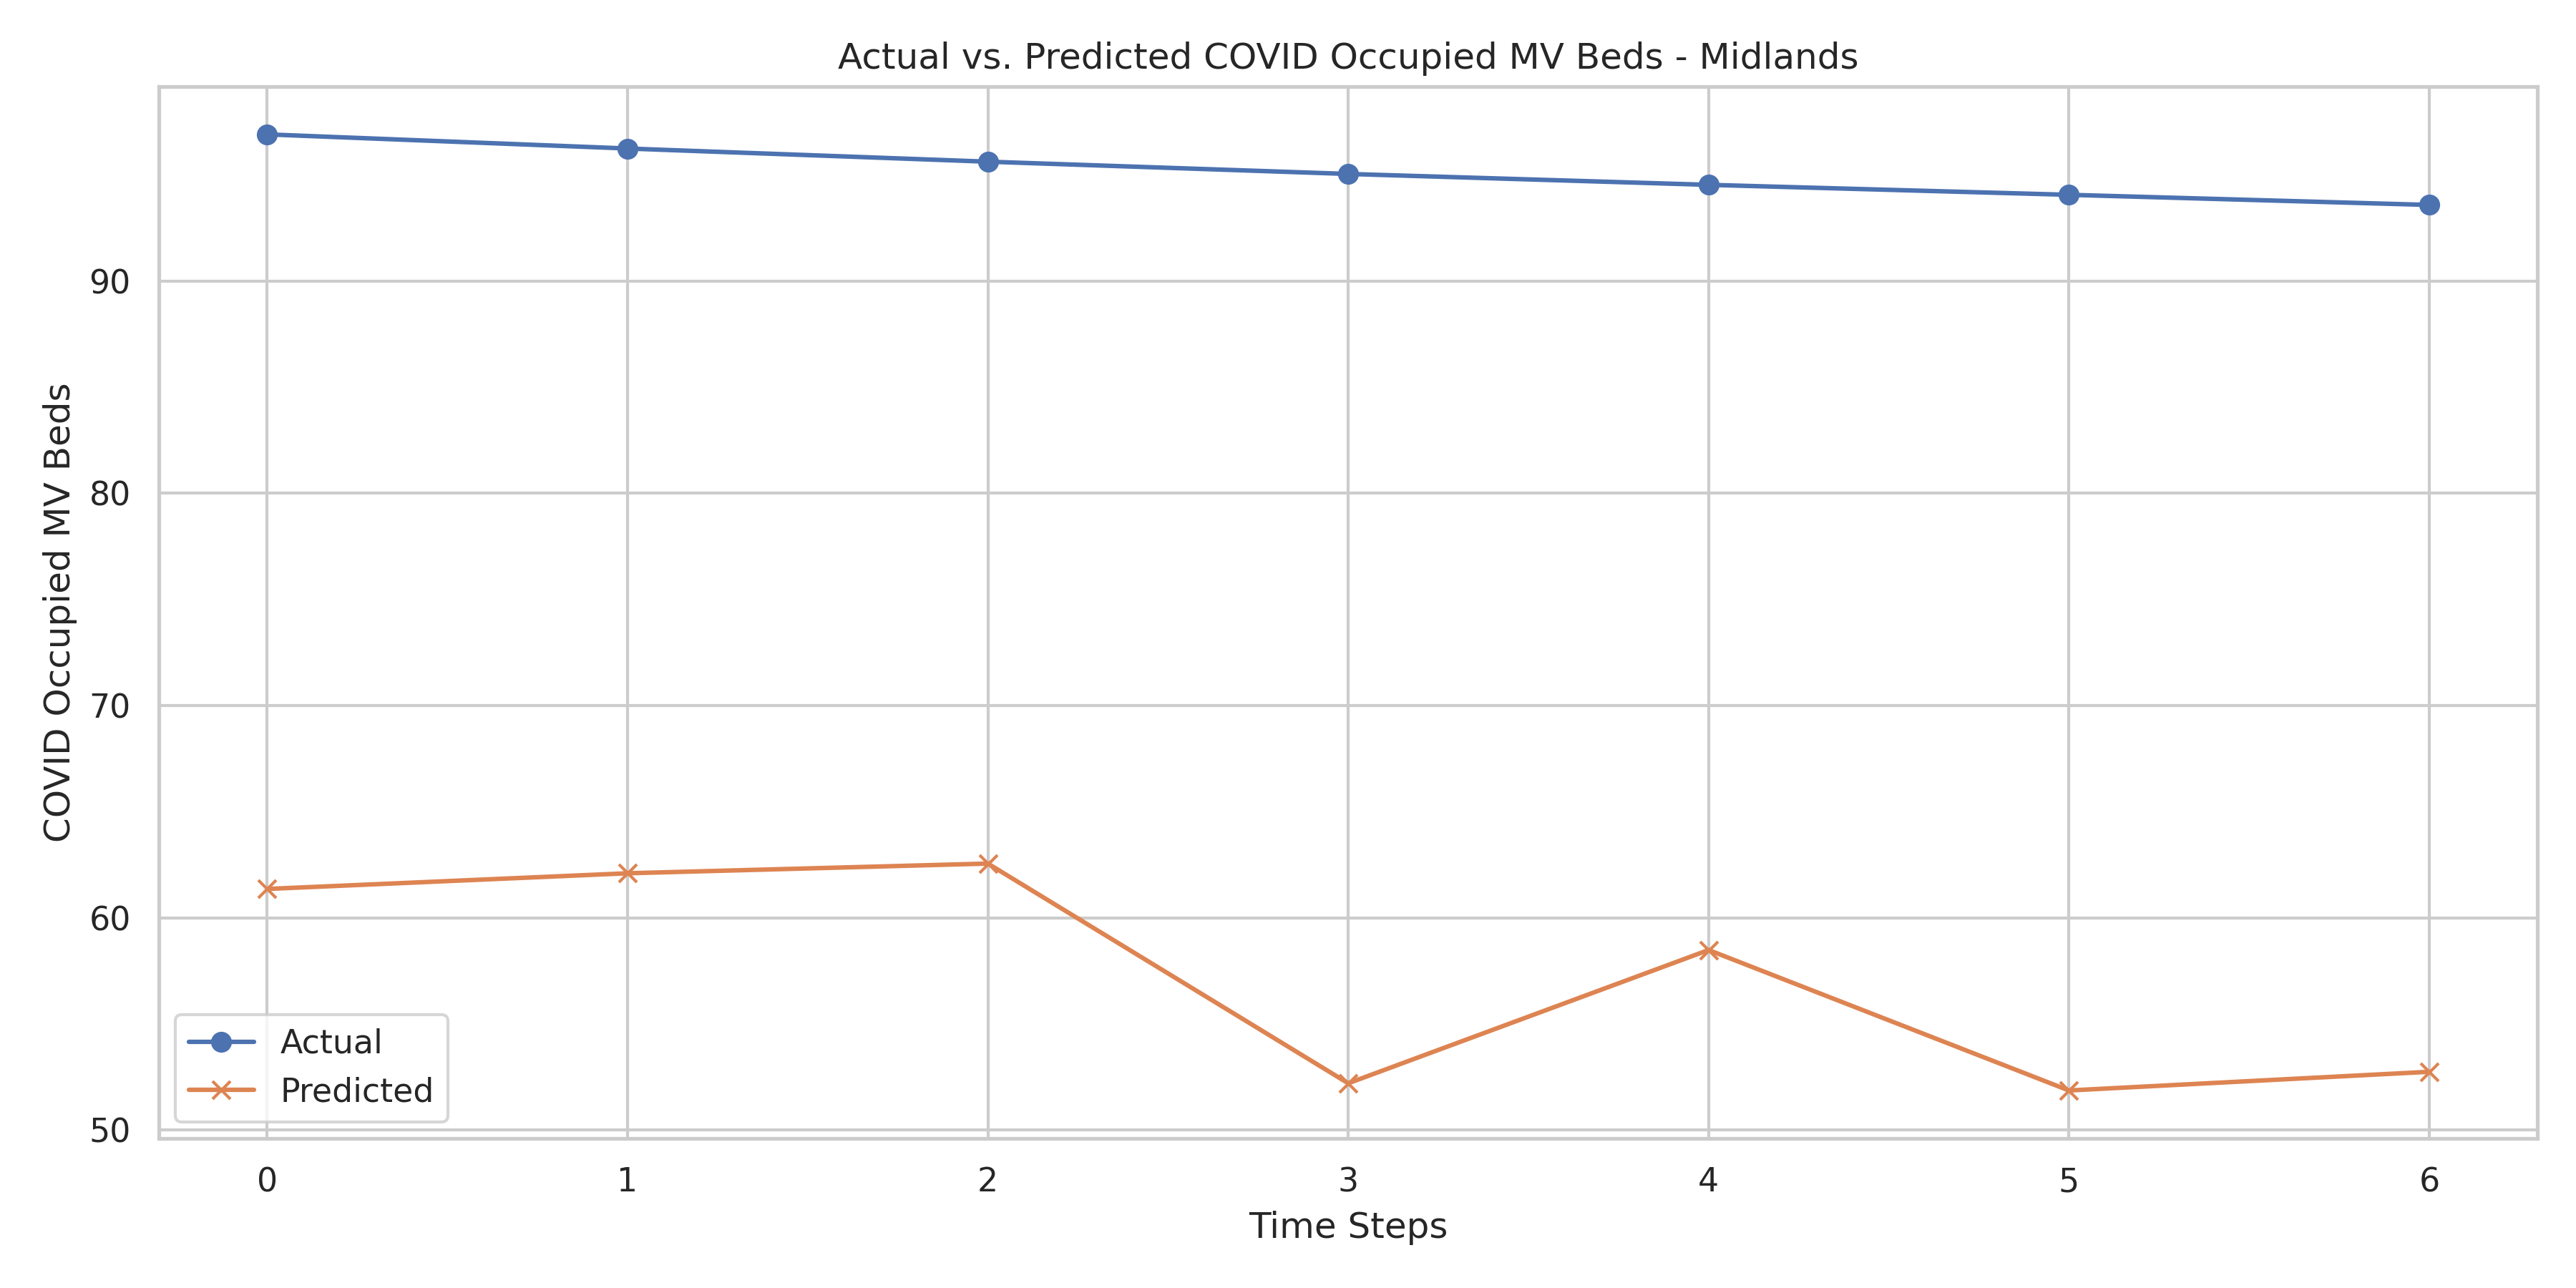 Actual vs. Predicted COVID Occupied MV Beds - Midlands
COVID Occupied MV Beds
90
80
70
60
50
Actual
Predicted
0 1 2 3 4 5 6
Time Steps